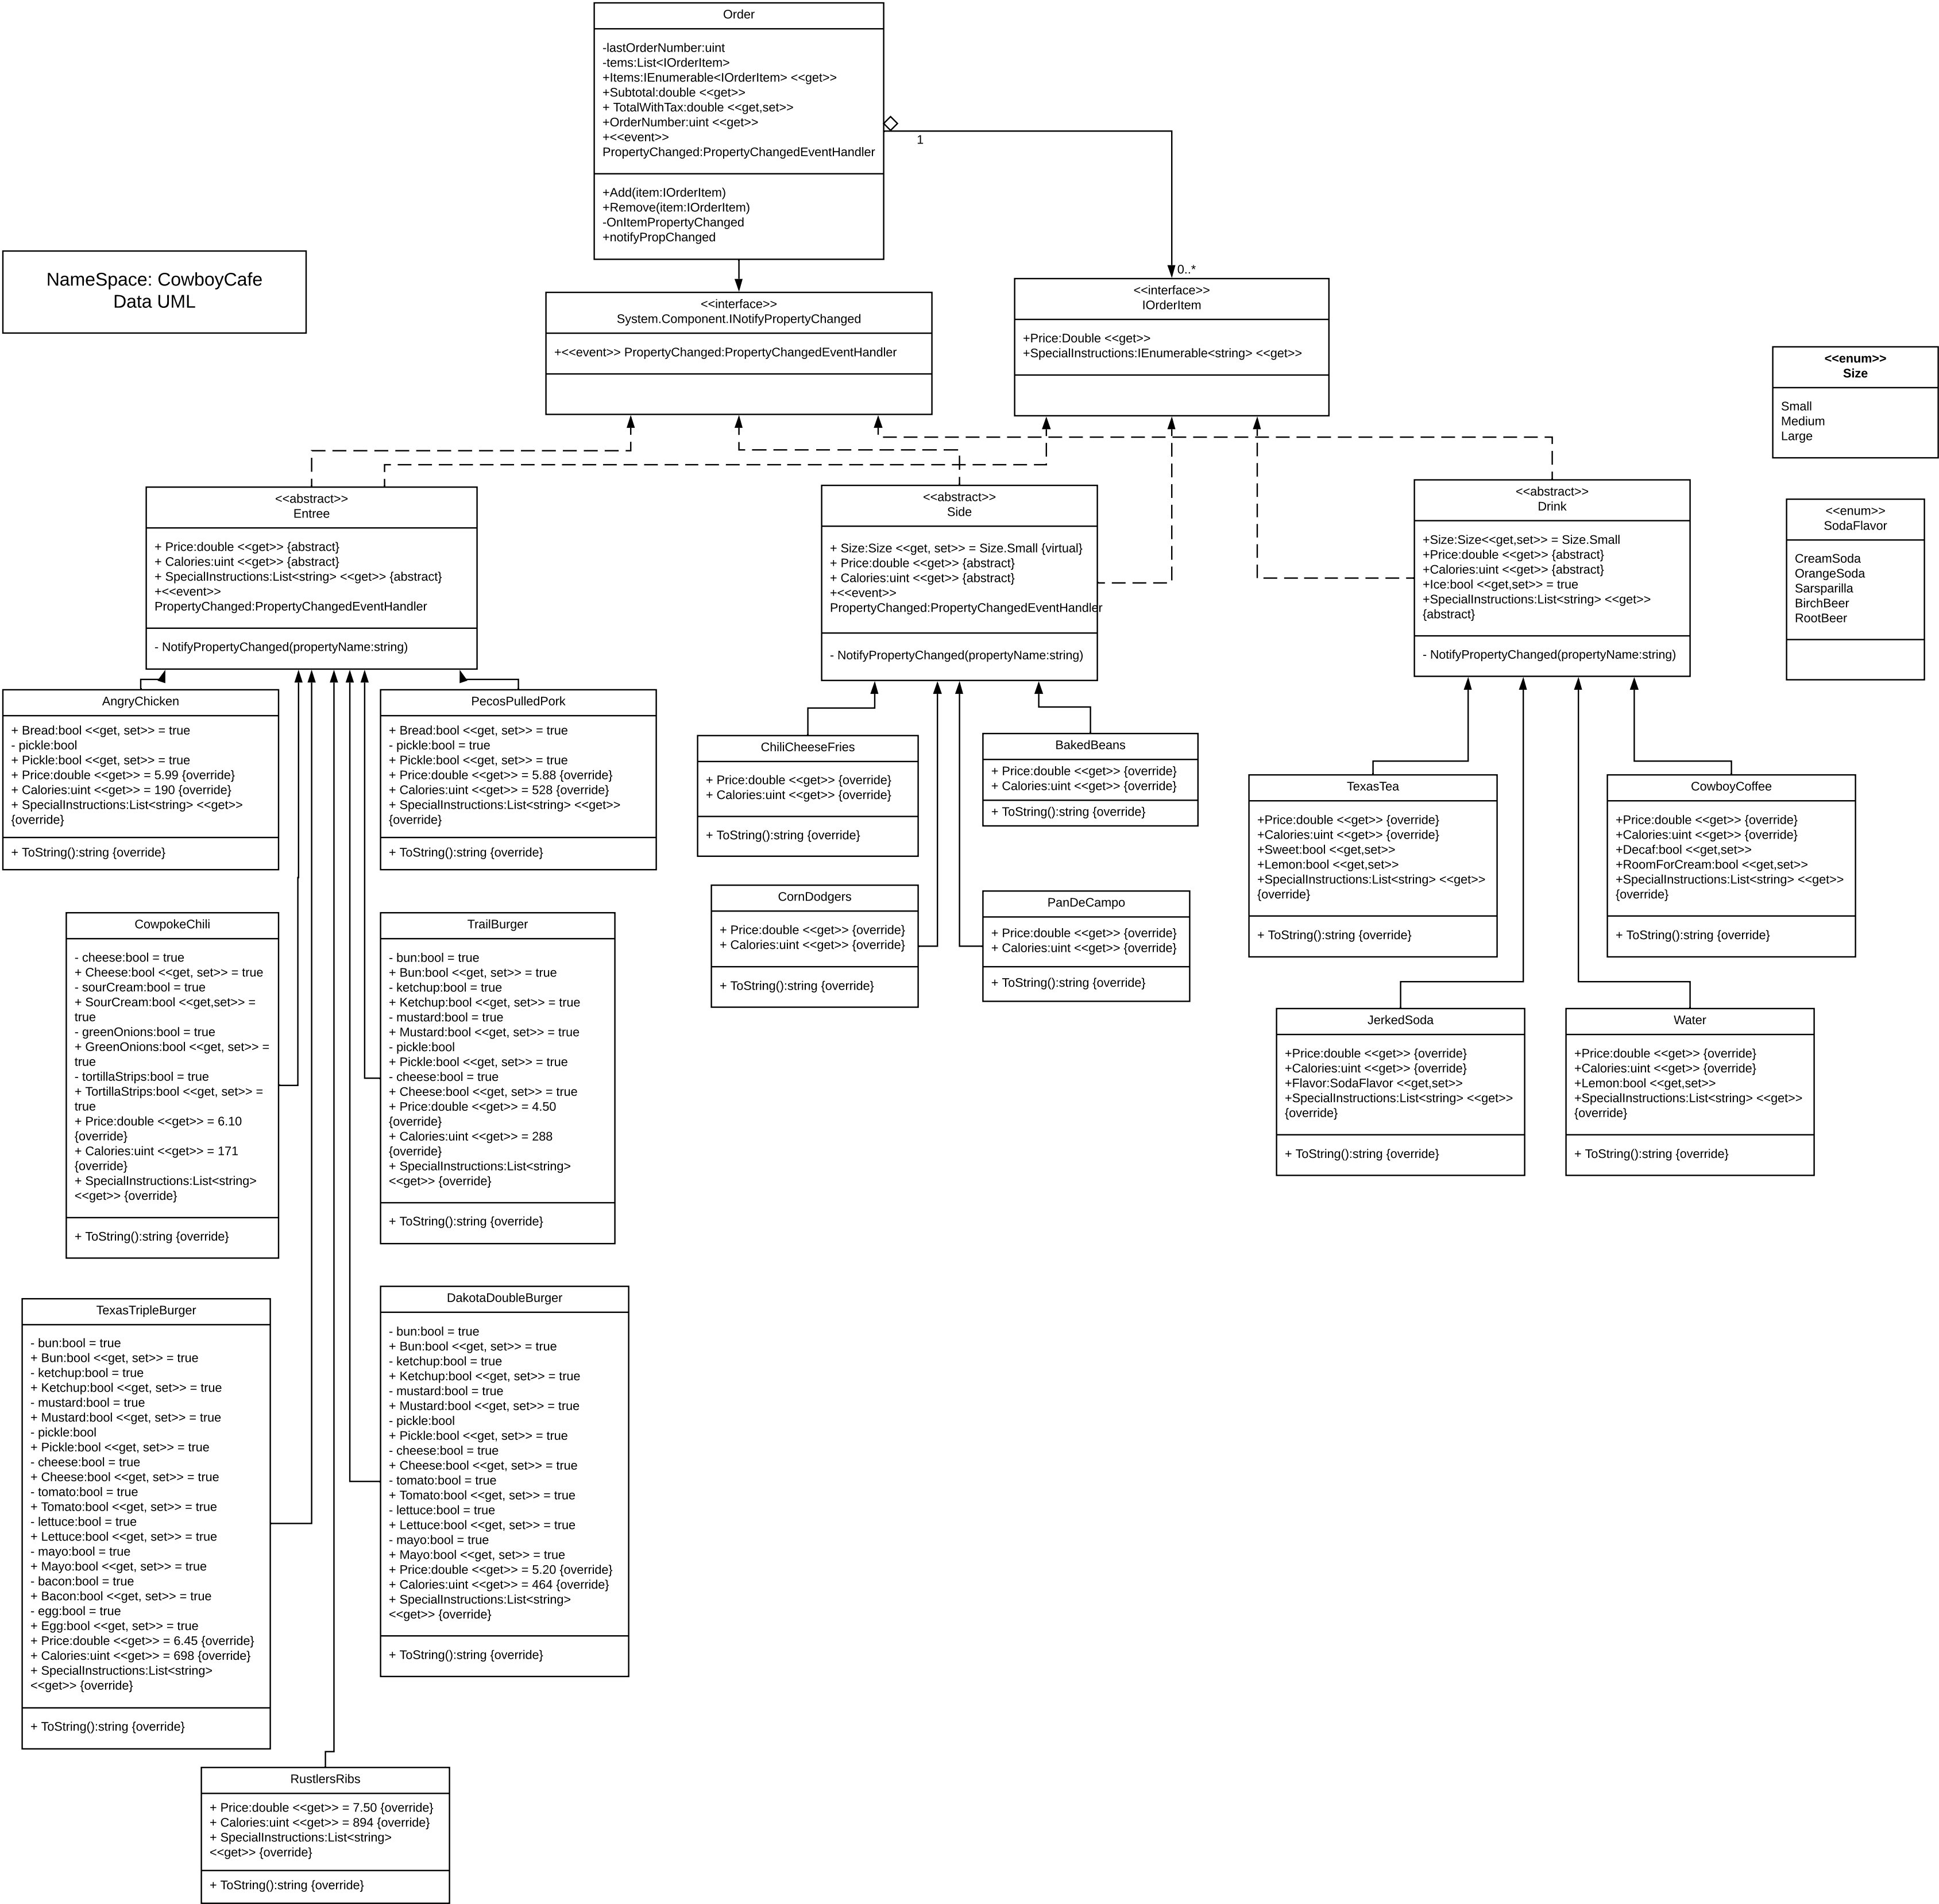 Order
-lastOrderNumber:uint
-tems:List<IOrderItem>
+Items:IEnumerable<IOrderItem> <<get>>
+Subtotal:double <<get>>
+ TotalWithTax:double <<get,set>>
+OrderNumber:uint <<get>>
+<<event>>
PropertyChanged:PropertyChangedEventHandler
+Add(item:IOrderItem)
+Remove(item:IOrderItem)
-OnItemPropertyChanged
+notifyPropChanged
1
0..*
NameSpace: CowboyCafe
Data UML
<<interface>>
System.Component.INotifyPropertyChanged
+<<event>> PropertyChanged:PropertyChangedEventHandler
<<interface>>
IOrderItem
+Price:Double <<get>>
+SpecialInstructions:IEnumerable<string> <<get>>
<<enum>>
Size
Small
Medium
Large
<<enum>>
SodaFlavor
CreamSoda
OrangeSoda
Sarsparilla
BirchBeer
RootBeer
<<abstract>>
Entree
+ Price:double <<get>> {abstract}
+ Calories:uint <<get>> {abstract}
+ SpecialInstructions:List<string> <<get>> {abstract}
+<<event>>
PropertyChanged:PropertyChangedEventHandler
- NotifyPropertyChanged(propertyName:string)
<<abstract>>
Side
+ Size:Size <<get, set>> = Size.Small {virtual}
+ Price:double <<get>> {abstract}
+ Calories:uint <<get>> {abstract}
+<<event>>
PropertyChanged:PropertyChangedEventHandler
- NotifyPropertyChanged(propertyName:string)
<<abstract>>
Drink
+Size:Size<<get,set>> = Size.Small
+Price:double <<get>> {abstract}
+Calories:uint <<get>> {abstract}
+Ice:bool <<get,set>> = true
+SpecialInstructions:List<string> <<get>>
{abstract}
- NotifyPropertyChanged(propertyName:string)
AngryChicken
+ Bread:bool <<get, set>> = true
- pickle:bool
+ Pickle:bool <<get, set>> = true
+ Price:double <<get>> = 5.99 {override}
+ Calories:uint <<get>> = 190 {override}
+ SpecialInstructions:List<string> <<get>>
{override}
+ ToString():string {override}
PecosPulledPork
+ Bread:bool <<get, set>> = true
- pickle:bool = true
+ Pickle:bool <<get, set>> = true
+ Price:double <<get>> = 5.88 {override}
+ Calories:uint <<get>> = 528 {override}
+ SpecialInstructions:List<string> <<get>>
{override}
+ ToString():string {override}
ChiliCheeseFries
+ Price:double <<get>> {override}
+ Calories:uint <<get>> {override}
+ ToString():string {override}
BakedBeans
+ Price:double <<get>> {override}
+ Calories:uint <<get>> {override}
+ ToString():string {override}
TexasTea
+Price:double <<get>> {override}
+Calories:uint <<get>> {override}
+Sweet:bool <<get,set>>
+Lemon:bool <<get,set>>
+SpecialInstructions:List<string> <<get>>
{override}
+ ToString():string {override}
CowboyCoffee
+Price:double <<get>> {override}
+Calories:uint <<get>> {override}
+Decaf:bool <<get,set>>
+RoomForCream:bool <<get,set>>
+SpecialInstructions:List<string> <<get>>
{override}
+ ToString():string {override}
CowpokeChili
- cheese:bool = true
+ Cheese:bool <<get, set>> = true
- sourCream:bool = true
+ SourCream:bool <<get,set>> =
true
- greenOnions:bool = true
+ GreenOnions:bool <<get, set>> =
true
- tortillaStrips:bool = true
+ TortillaStrips:bool <<get, set>> =
true
+ Price:double <<get>> = 6.10
{override}
+ Calories:uint <<get>> = 171
{override}
+ SpecialInstructions:List<string>
<<get>> {override}
+ ToString():string {override}
TrailBurger
- bun:bool = true
+ Bun:bool <<get, set>> = true
- ketchup:bool = true
+ Ketchup:bool <<get, set>> = true
- mustard:bool = true
+ Mustard:bool <<get, set>> = true
- pickle:bool
+ Pickle:bool <<get, set>> = true
- cheese:bool = true
+ Cheese:bool <<get, set>> = true
+ Price:double <<get>> = 4.50
{override}
+ Calories:uint <<get>> = 288
{override}
+ SpecialInstructions:List<string>
<<get>> {override}
+ ToString():string {override}
CornDodgers
+ Price:double <<get>> {override}
+ Calories:uint <<get>> {override}
+ ToString():string {override}
PanDeCampo
+ Price:double <<get>> {override}
+ Calories:uint <<get>> {override}
+ ToString():string {override}
JerkedSoda
+Price:double <<get>> {override}
+Calories:uint <<get>> {override}
+Flavor:SodaFlavor <<get,set>>
+SpecialInstructions:List<string> <<get>>
{override}
+ ToString():string {override}
Water
+Price:double <<get>> {override}
+Calories:uint <<get>> {override}
+Lemon:bool <<get,set>>
+SpecialInstructions:List<string> <<get>>
{override}
+ ToString():string {override}
TexasTripleBurger
- bun:bool = true
+ Bun:bool <<get, set>> = true
- ketchup:bool = true
+ Ketchup:bool <<get, set>> = true
- mustard:bool = true
+ Mustard:bool <<get, set>> = true
- pickle:bool
+ Pickle:bool <<get, set>> = true
- cheese:bool = true
+ Cheese:bool <<get, set>> = true
- tomato:bool = true
+ Tomato:bool <<get, set>> = true
- lettuce:bool = true
+ Lettuce:bool <<get, set>> = true
- mayo:bool = true
+ Mayo:bool <<get, set>> = true
- bacon:bool = true
+ Bacon:bool <<get, set>> = true
- egg:bool = true
+ Egg:bool <<get, set>> = true
+ Price:double <<get>> = 6.45 {override}
+ Calories:uint <<get>> = 698 {override}
+ SpecialInstructions:List<string>
<<get>> {override}
+ ToString():string {override}
DakotaDoubleBurger
- bun:bool = true
+ Bun:bool <<get, set>> = true
- ketchup:bool = true
+ Ketchup:bool <<get, set>> = true
- mustard:bool = true
+ Mustard:bool <<get, set>> = true
- pickle:bool
+ Pickle:bool <<get, set>> = true
- cheese:bool = true
+ Cheese:bool <<get, set>> = true
- tomato:bool = true
+ Tomato:bool <<get, set>> = true
- lettuce:bool = true
+ Lettuce:bool <<get, set>> = true
- mayo:bool = true
+ Mayo:bool <<get, set>> = true
+ Price:double <<get>> = 5.20 {override}
+ Calories:uint <<get>> = 464 {override}
+ SpecialInstructions:List<string>
<<get>> {override}
+ ToString():string {override}
RustlersRibs
+ Price:double <<get>> = 7.50 {override}
+ Calories:uint <<get>> = 894 {override}
+ SpecialInstructions:List<string>
<<get>> {override}
+ ToString():string {override}